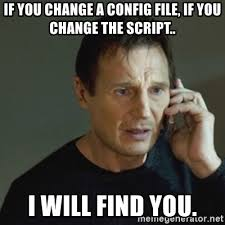 IF YOU CHANGE A CONFIG FILE, IF YOU
CHANGE THE SCRIPT..
I WILL FIND YOU.
memegenerator.net